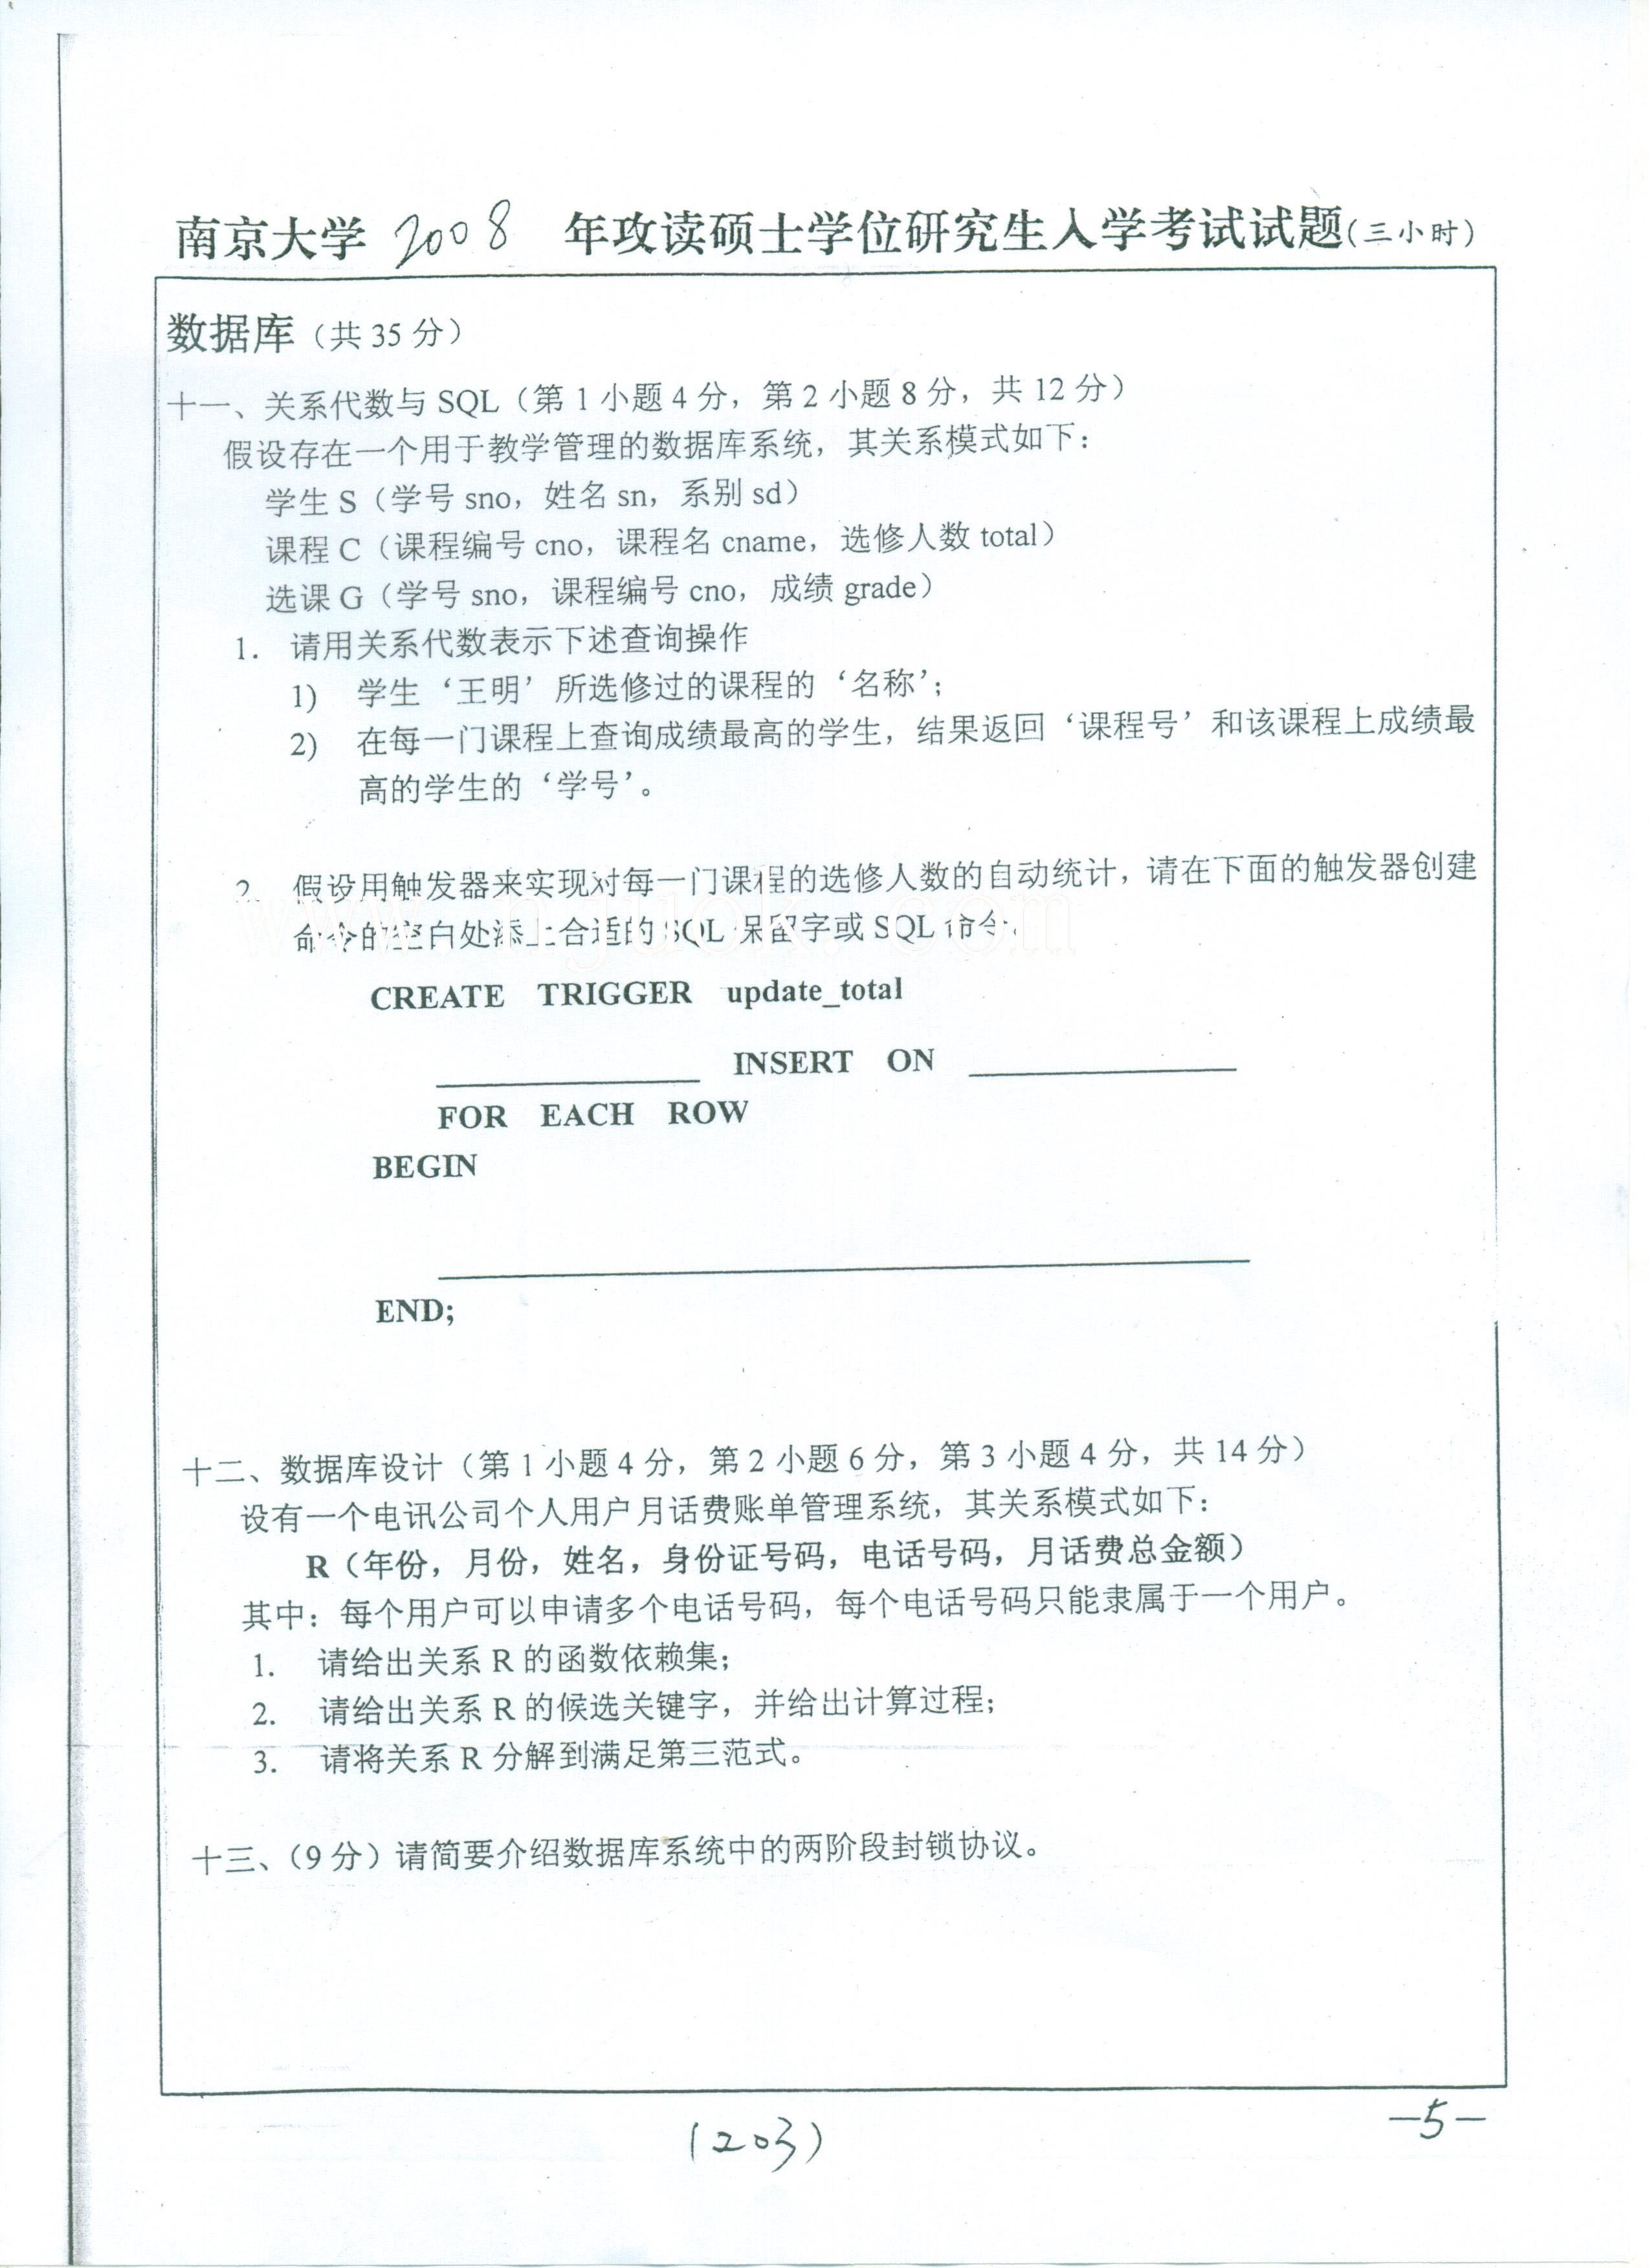 南京大学 2008 年攻读硕士学位研究生入学考试试题(三小时)
数据库（共 35 分）
十一、关系代数与 SQL（第 1 小题 4 分，第 2 小题 8 分，共 12 分）
假设存在一个用于教学管理的数据库系统，其关系模式如下：
学生 S（学号 sno，姓名 sn，系别 sd）
课程 C（课程编号 cno，课程名 cname，选修人数 total）
选课 G（学号 sno，课程编号 cno，成绩 grade）
1. 请用关系代数表示下述查询操作
1) 学生‘王明’所选修过的课程的‘名称’；
2) 在每一门课程上查询成绩最高的学生，结果返回‘课程号’和该课程上成绩最
高的学生的‘学号’。
2. 假设用触发器来实现对每一门课程的选修人数的自动统计，请在下面的触发器创建
命令的空白处添上合适的 SQL 保留字或 SQL 命令。
CREATE TRIGGER update_total
INSERT ON
FOR EACH ROW
BEGIN
END;
十二、数据库设计（第 1 小题 4 分，第 2 小题 6 分，第 3 小题 4 分，共 14 分）
设有一个电讯公司个人用户月话费账单管理系统，其关系模式如下：
R（年份，月份，姓名，身份证号码，电话号码，月话费总金额）
其中：每个用户可以申请多个电话号码，每个电话号码只能隶属于一个用户。
1. 请给出关系 R 的函数依赖集；
2. 请给出关系 R 的候选关键字，并给出计算过程；
3. 请将关系 R 分解到满足第三范式。
十三、（9 分）请简要介绍数据库系统中的两阶段封锁协议。
-5-
(203)